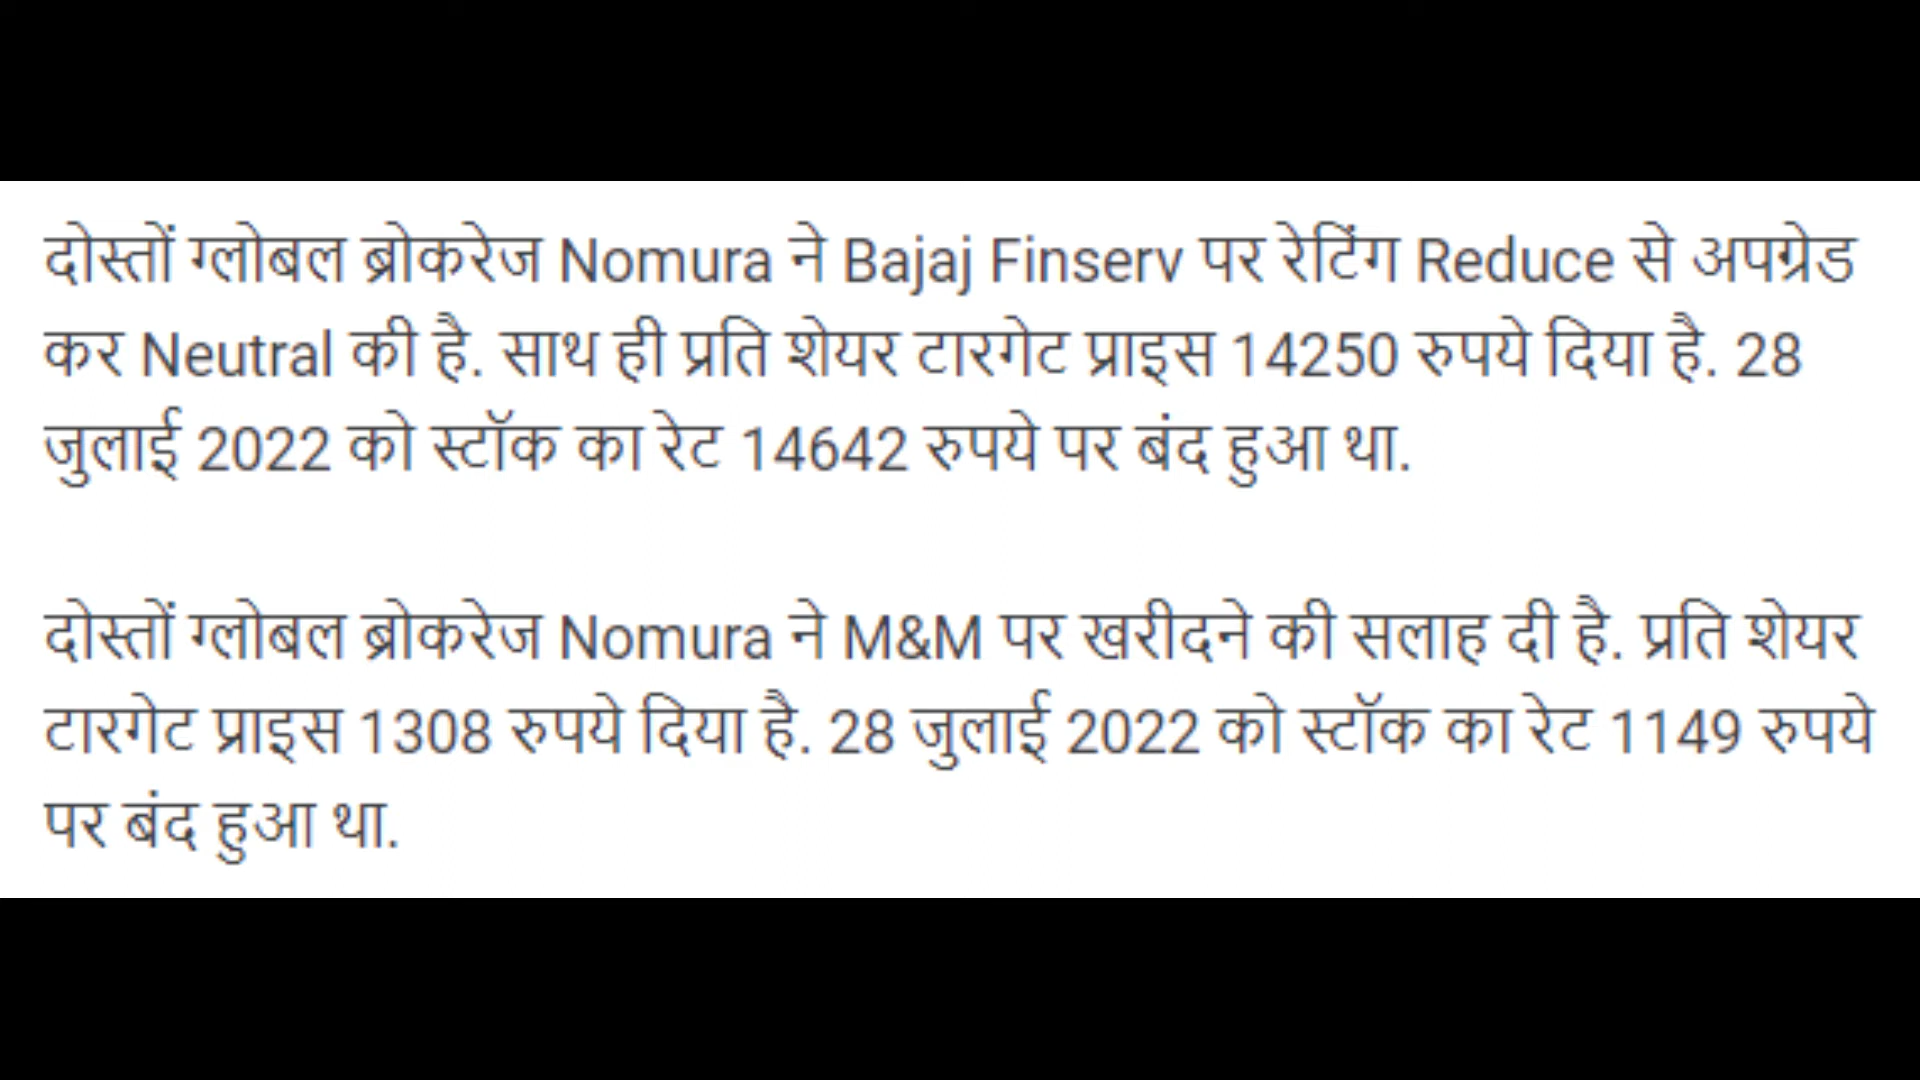 दोस्तों ग्लोबल ब्रोकरेज Nomura ने Bajaj Finserv पर रेटिंग Reduce से अपग्रेड
कर Neutral की है. साथ ही प्रति शेयर टारगेट प्राइस 14250 रुपये दिया है. 28
जुलाई 2022 को स्टॉक का रेट 14642 रुपये पर बंद हुआ था.
दोस्तों ग्लोबल ब्रोकरेज Nomura ने M&M पर खरीदने की सलाह दी है. प्रति शेयर
टारगेट प्राइस 1308 रुपये दिया है. 28 जुलाई 2022 को स्टॉक का रेट 1149 रुपये
पर बंद हुआ था.